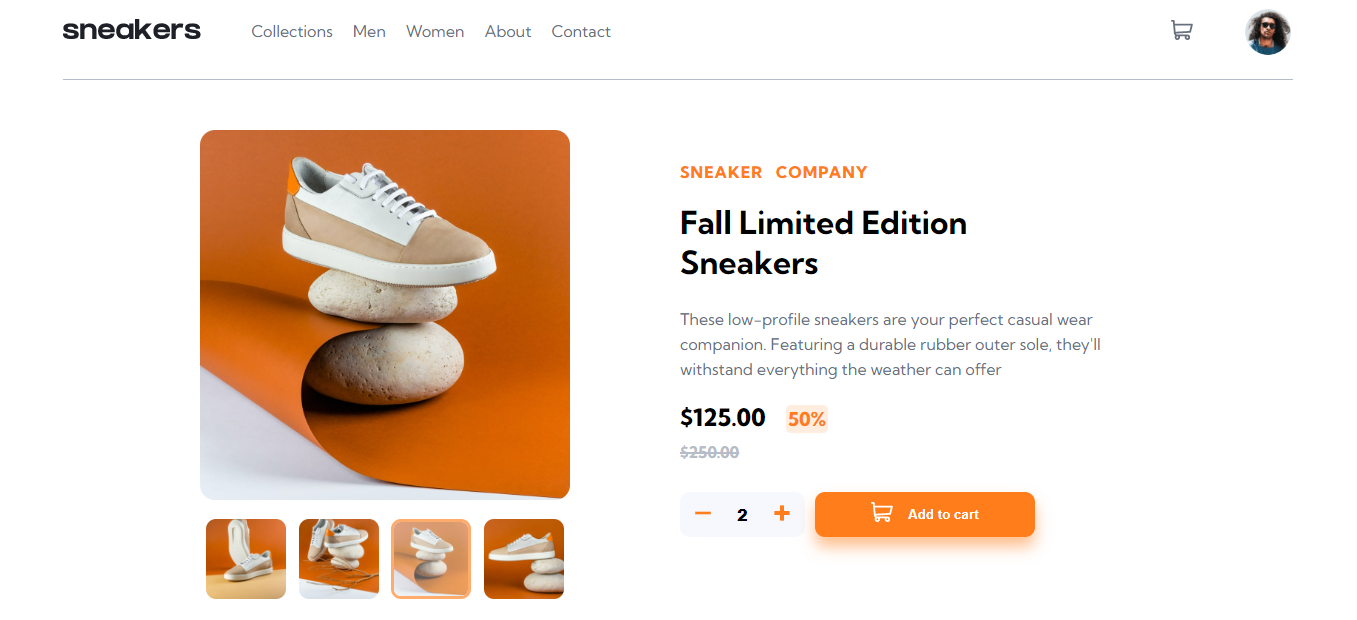 sneakers Collections Men Women About Contact
SNEAKER COMPANY
Fall Limited Edition
Sneakers
These low-profile sneakers are your perfect casual wear
companion. Featuring a durable rubber outer sole, they'll
withstand everything the weather can offer
$125.00 50%
$250.00
− 2 + Add to cart